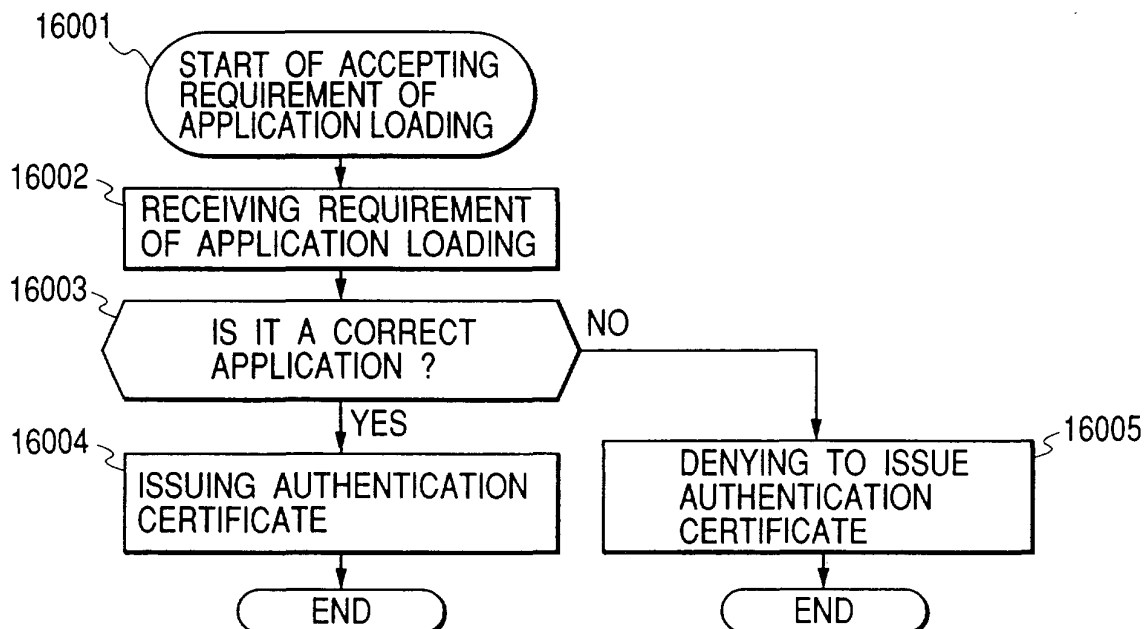 16001
START OF ACCEPTING
REQUIREMENT OF
APPLICATION LOADING
16002
RECEIVING REQUIREMENT
OF APPLICATION LOADING
16003
IS IT A CORRECT
APPLICATION ?
NO
YES
16004
ISSUING AUTHENTICATION
CERTIFICATE
16005
DENYING TO ISSUE
AUTHENTICATION
CERTIFICATE
END
END